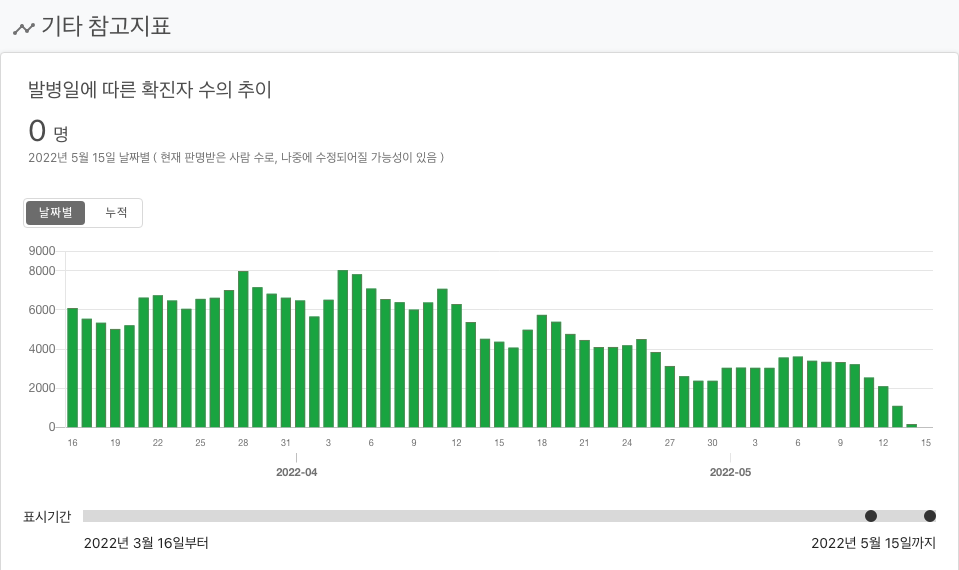 기타 참고지표
발병일에 따른 확진자 수의 추이
0 명
2022년 5월 15일 날짜별 ( 현재 판명받은 사람 수로, 나중에 수정되어질 가능성이 있음 )
날짜별 누적
9000
8000
6000
4000
2000
0
16 19 22 25 28 31 3 6 9 12 15 18 21 24 27 30 3 6 9 12 15
2022-04 2022-05
표시기간
2022년 3월 16일부터 2022년 5월 15일까지